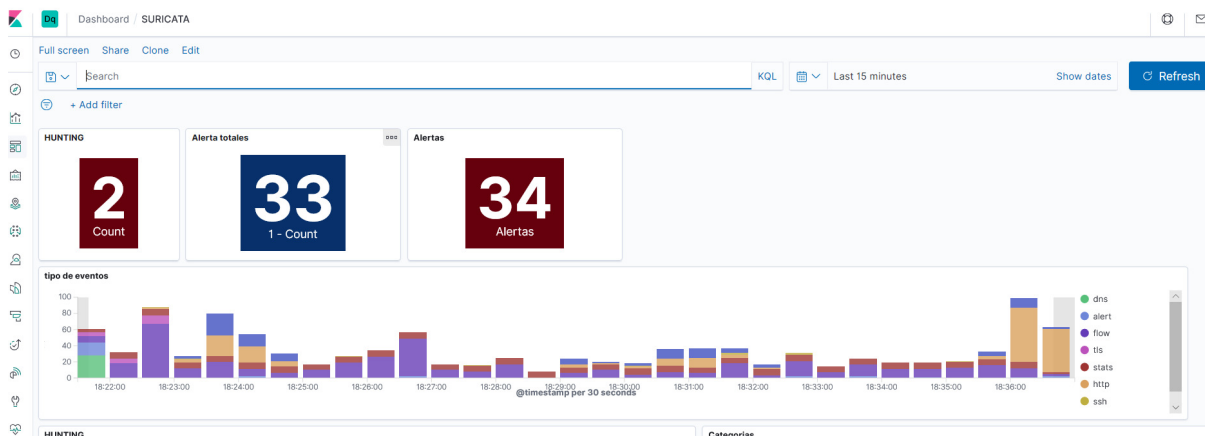 Dq Dashboard / SURICATA
Full screen Share Clone Edit
Search KQL Last 15 minutes Show dates Refresh
+ Add filter
HUNTING
2
Count
Alerta totales
33
1 - Count
Alertas
34
Alertas
tipo de eventos
100
80
60
40
20
0
18:22:00 18:23:00 18:24:00 18:25:00 18:26:00 18:27:00 18:28:00 18:29:00 18:30:00 18:31:00 18:32:00 18:33:00 18:34:00 18:35:00 18:36:00
@timestamp per 30 seconds
dns
alert
flow
tls
stats
http
ssh
HUNTING
Categorias